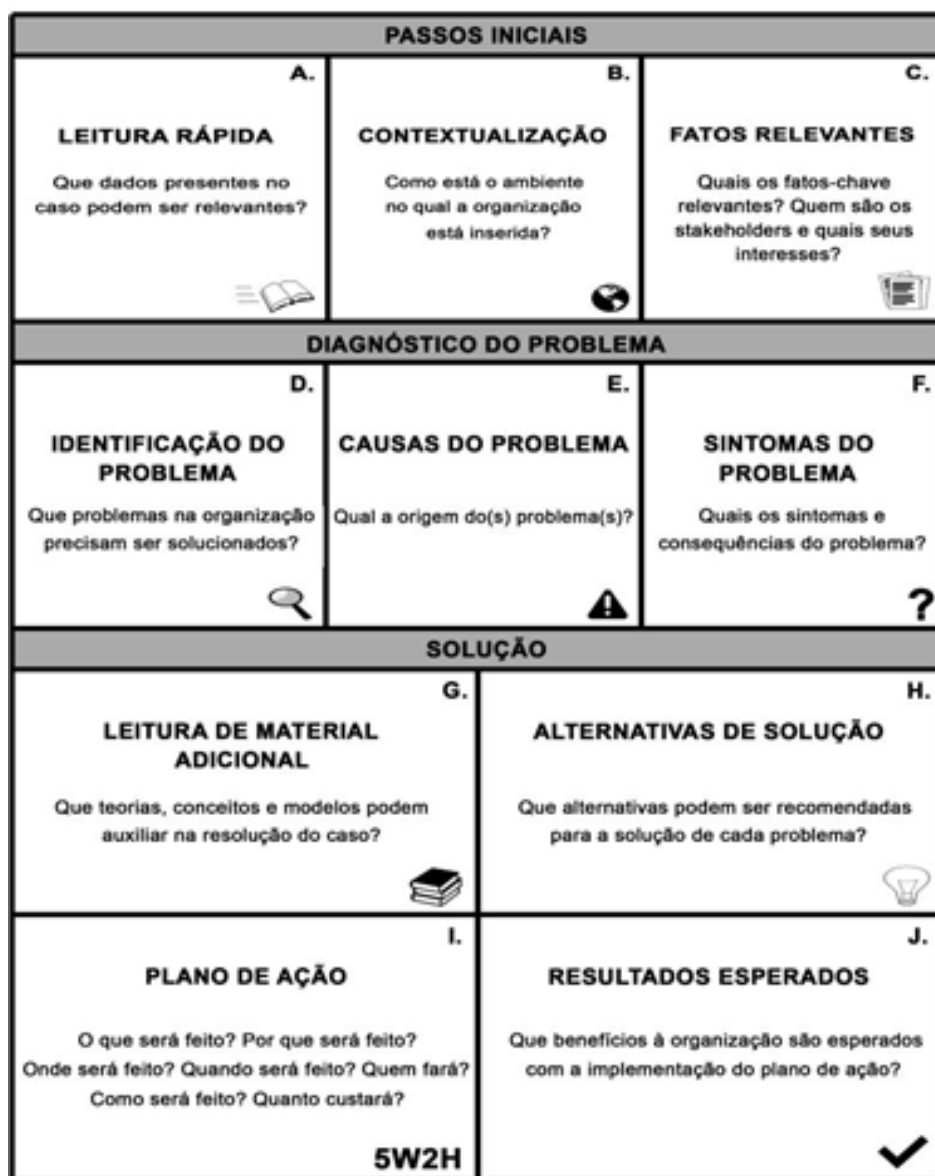 PASSOS INICIAIS
A.
LEITURA RÁPIDA
Que dados presentes no
caso podem ser relevantes?
B.
CONTEXTUALIZAÇÃO
Como está o ambiente
no qual a organização
está inserida?
C.
FATOS RELEVANTES
Quais os fatos-chave
relevantes? Quem são os
stakeholders e quais seus
interesses?
DIAGNÓSTICO DO PROBLEMA
D.
IDENTIFICAÇÃO DO
PROBLEMA
Que problemas na organização
precisam ser solucionados?
E.
CAUSAS DO PROBLEMA
Qual a origem do(s) problema(s)?
F.
SINTOMAS DO
PROBLEMA
Quais os sintomas e
consequências do problema?
?
SOLUÇÃO
G.
LEITURA DE MATERIAL
ADICIONAL
Que teorias, conceitos e modelos podem
auxiliar na resolução do caso?
H.
ALTERNATIVAS DE SOLUÇÃO
Que alternativas podem ser recomendadas
para a solução de cada problema?
I.
PLANO DE AÇÃO
O que será feito? Por que será feito?
Onde será feito? Quando será feito? Quem fará?
Como será feito? Quanto custará?
5W2H
J.
RESULTADOS ESPERADOS
Que benefícios à organização são esperados
com a implementação do plano de ação?